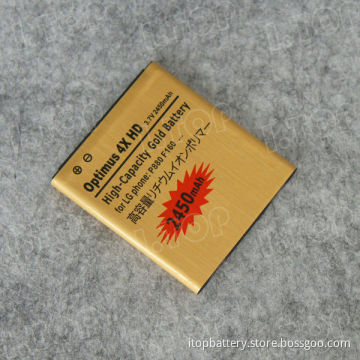 Optimus 4X HD
3.7V 2450mAh
High-Capacity Gold Battery
for LG phone: P880 F160 ......
高容量リチウムイオンポリマー
2450mAh
itopbattery.store.bossgoo.com